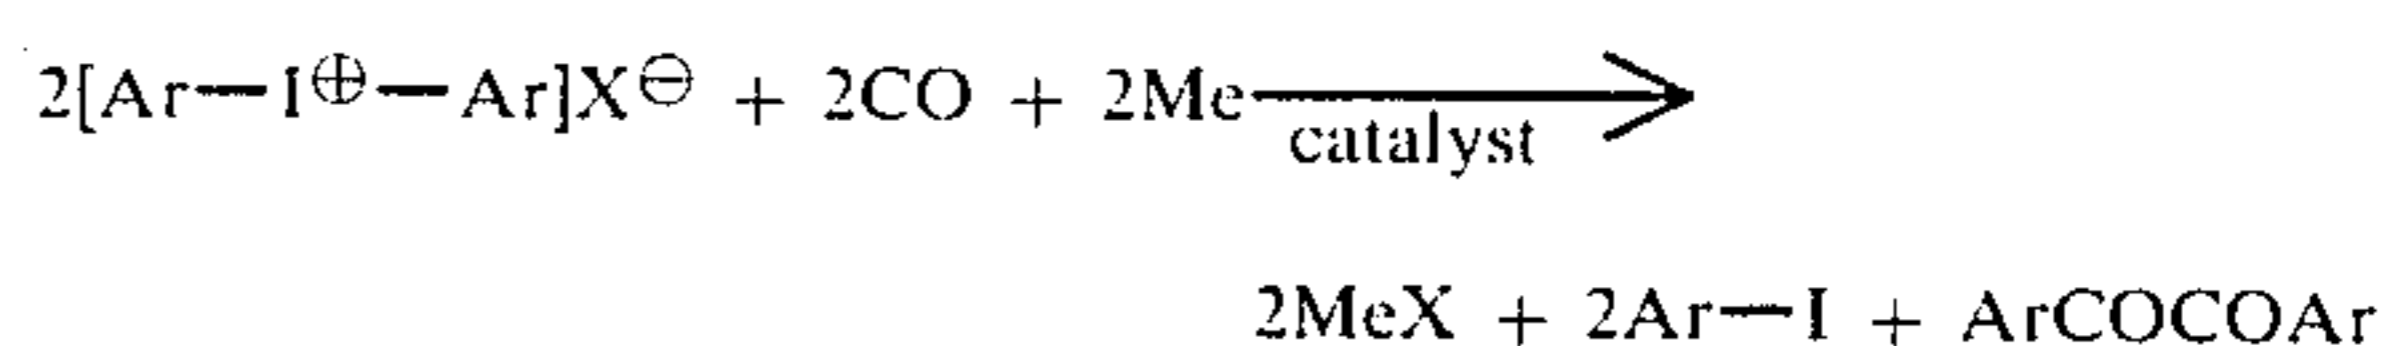 2[Ar—I⊕—Ar]X⊖ + 2CO + 2Me
catalyst
2MeX + 2Ar—I + ArCOCOAr